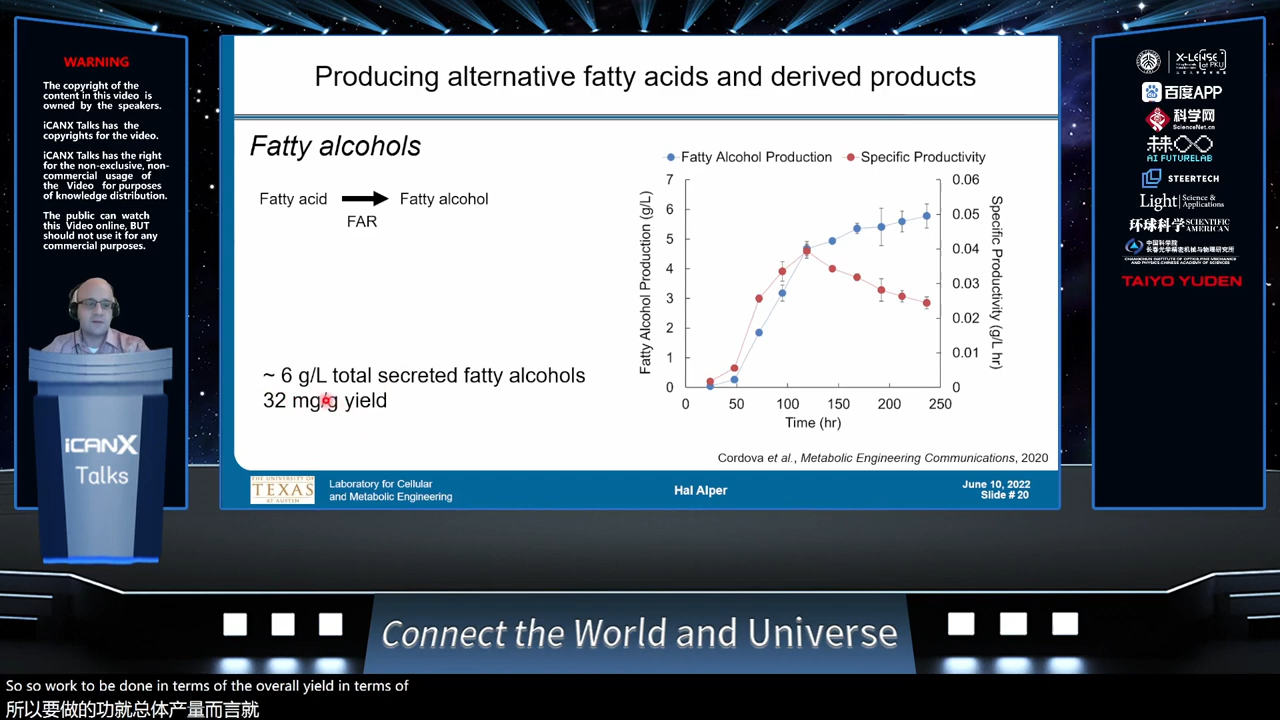 WARNING
The copyright of the
content in this video is
owned by the speakers.
iCANX Talks has the
copyrights for the video.
iCANX Talks has the right
for the non-exclusive, non-
commercial usage of
the Video for purposes
of knowledge distribution.
The public can watch
this Video online, BUT
should not use it for any
commercial purposes.
iCANX
Talks
Producing alternative fatty acids and derived products
Fatty alcohols
Fatty acid
Fatty alcohol
FAR
~ 6 g/L total secreted fatty alcohols
32 mg/g yield
Fatty Alcohol Production
Specific Productivity
Fatty Alcohol Production (g/L)
7
6
5
4
3
2
1
0
0.06
0.05
0.04
0.03
0.02
0.01
0
Specific Productivity (g/L hr)
0 50 100 150 200 250
Time (hr)
Cordova et al., Metabolic Engineering Communications, 2020
THE UNIVERSITY OF
TEXAS
AT AUSTIN
Laboratory for Cellular
and Metabolic Engineering
Hal Alper
June 10, 2022
Slide # 20
X-LENSE
at PKU
百度APP
科学网
ScienceNet.cn
AI FUTURELAB
STEERTECH
Light Science & Applications
环球科学 SCIENTIFIC AMERICAN
中国科学院
长春光学精密机械与物理研究所
CHANGCHUN INSTITUTE OF OPTICS, FINE MECHANICS
AND PHYSICS, CHINESE ACADEMY OF SCIENCES
TAIYO YUDEN
Connect the World and Universe
So so work to be done in terms of the overall yield in terms of
所以要做的功就总体产量而言就